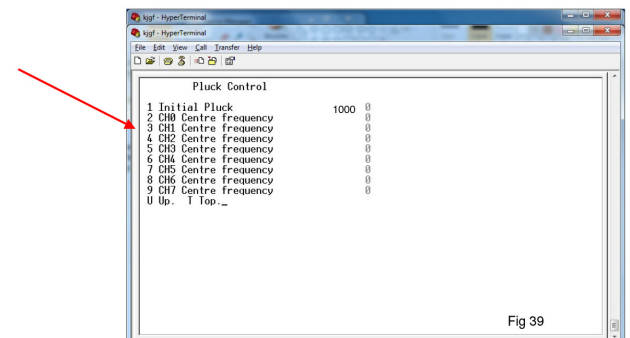 kjgf - HyperTerminal
kjgf - HyperTerminal
File Edit View Call Transfer Help
Pluck Control
1 Initial Pluck 1000 0
2 CH0 Centre frequency 0
3 CH1 Centre frequency 0
4 CH2 Centre frequency 0
5 CH3 Centre frequency 0
6 CH4 Centre frequency 0
7 CH5 Centre frequency 0
8 CH6 Centre frequency 0
9 CH7 Centre frequency 0
U Up. T Top._
Fig 39